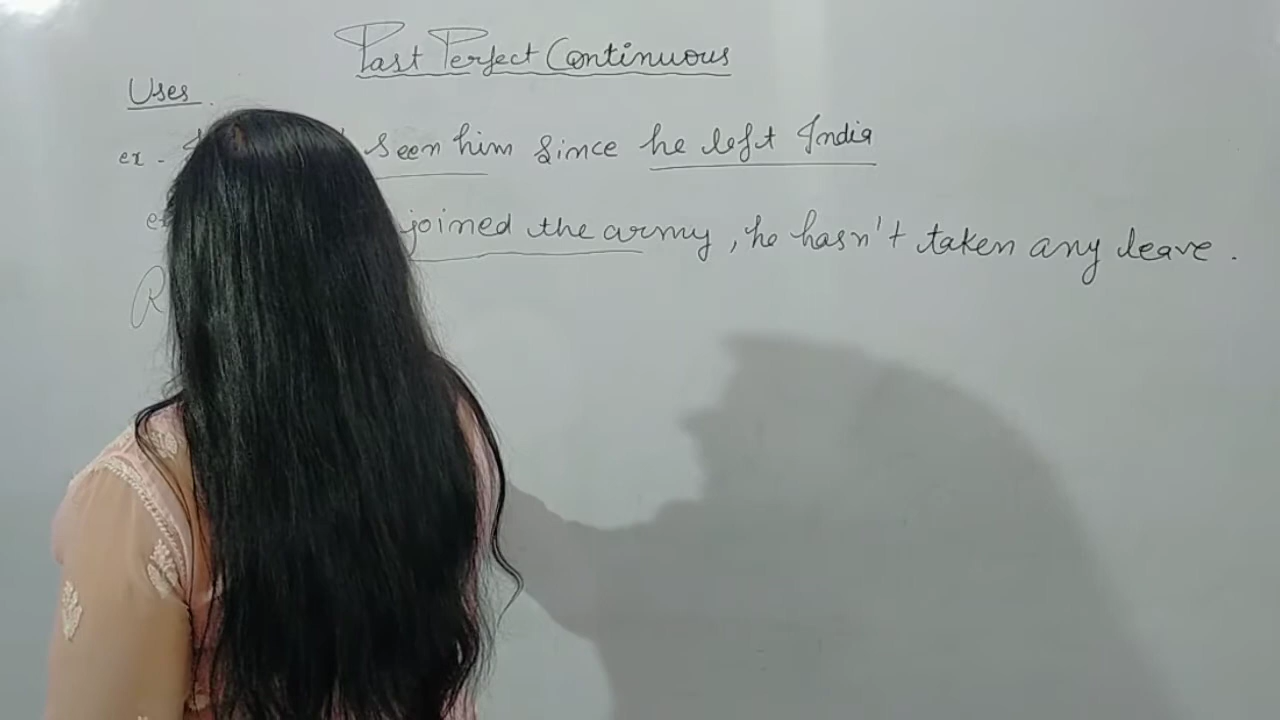 Past Perfect Continuous
Uses
ex - seen him since he left India
joined the army, he hasn't taken any leave.
R